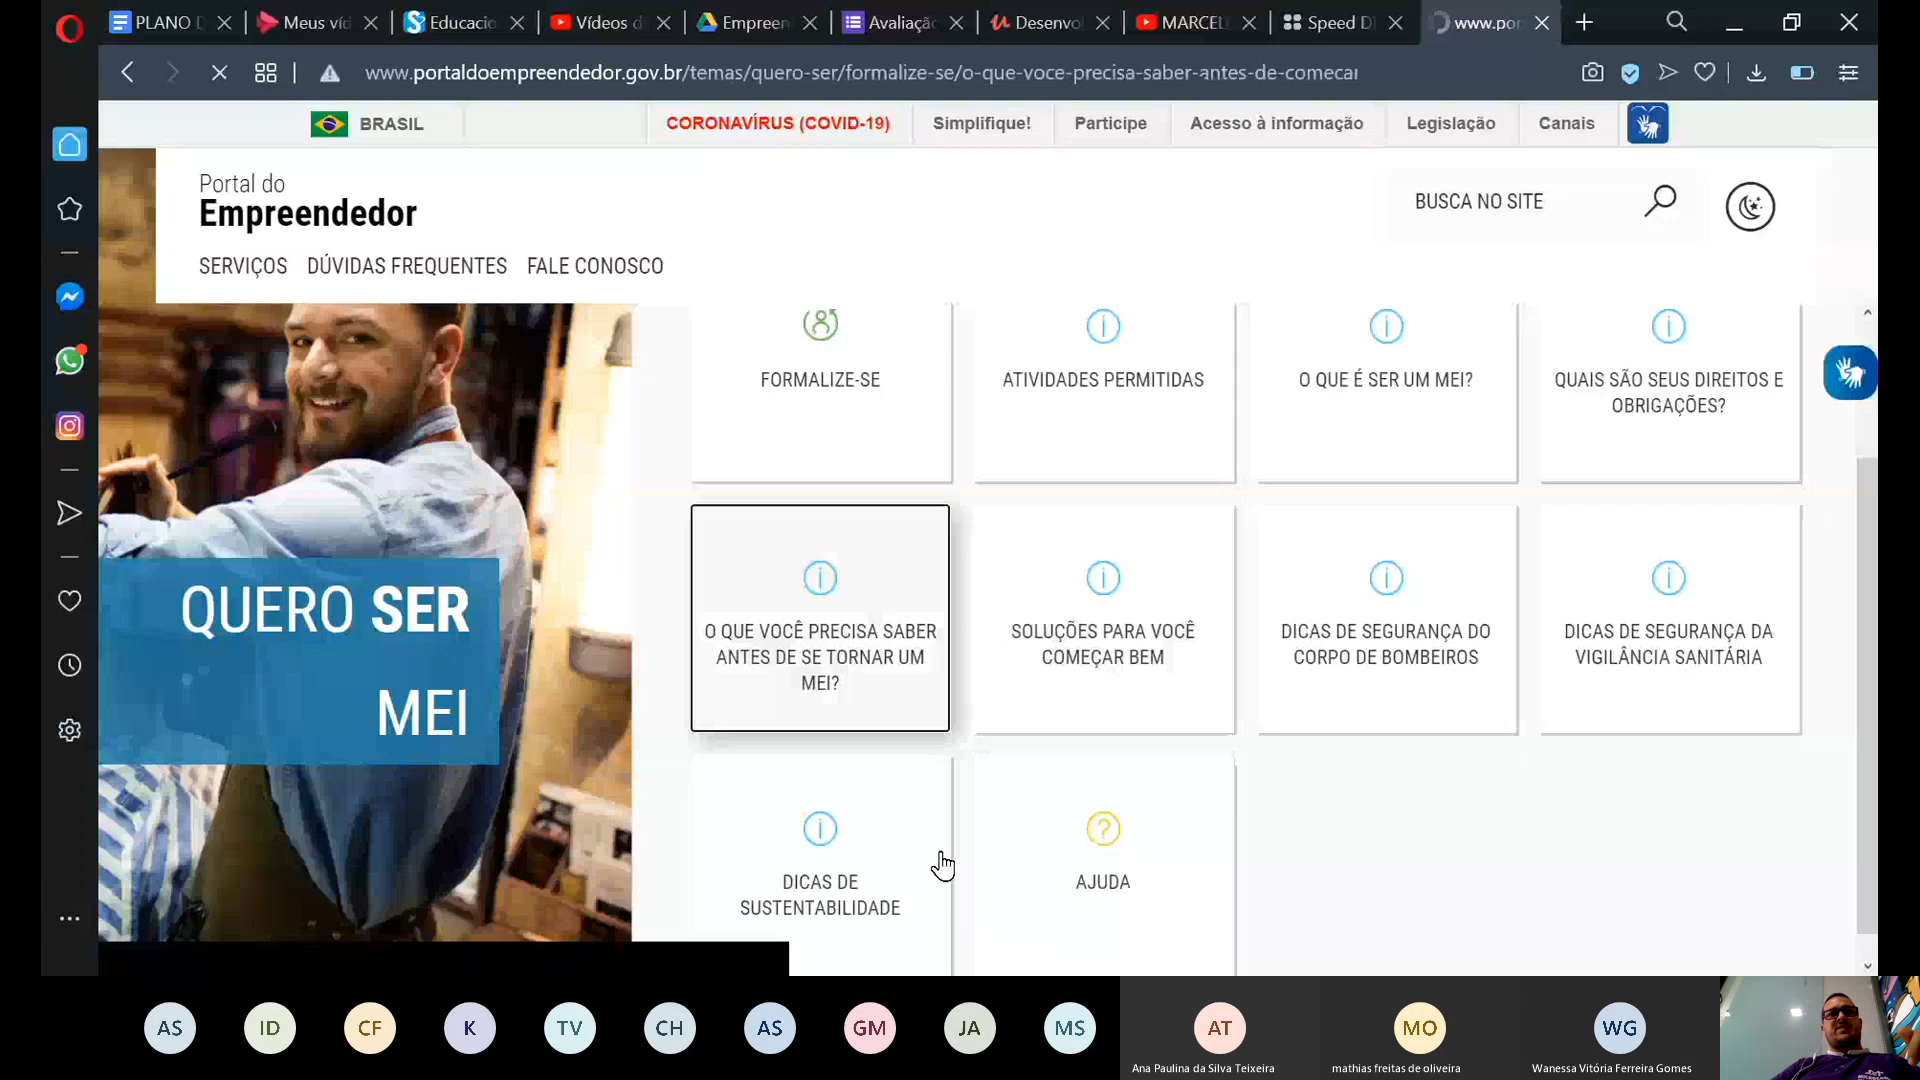 PLANO D
Meus víd
Educacio
Vídeos d
Empreen
Avaliação
Desenvol
MARCEL
Speed D
www.por
www.portaldoempreendedor.gov.br/temas/quero-ser/formalize-se/o-que-voce-precisa-saber-antes-de-comecar
BRASIL
CORONAVÍRUS (COVID-19)
Simplifique!
Participe
Acesso à informação
Legislação
Canais
Portal do
Empreendedor
BUSCA NO SITE
SERVIÇOS
DÚVIDAS FREQUENTES
FALE CONOSCO
FORMALIZE-SE
ATIVIDADES PERMITIDAS
O QUE É SER UM MEI?
QUAIS SÃO SEUS DIREITOS E
OBRIGAÇÕES?
QUERO SER
MEI
O QUE VOCÊ PRECISA SABER
ANTES DE SE TORNAR UM
MEI?
SOLUÇÕES PARA VOCÊ
COMEÇAR BEM
DICAS DE SEGURANÇA DO
CORPO DE BOMBEIROS
DICAS DE SEGURANÇA DA
VIGILÂNCIA SANITÁRIA
DICAS DE
SUSTENTABILIDADE
AJUDA
AS
ID
CF
K
TV
CH
AS
GM
JA
MS
AT
MO
WG
Ana Paulina da Silva Teixeira
mathias freitas de oliveira
Wanessa Vitória Ferreira Gomes